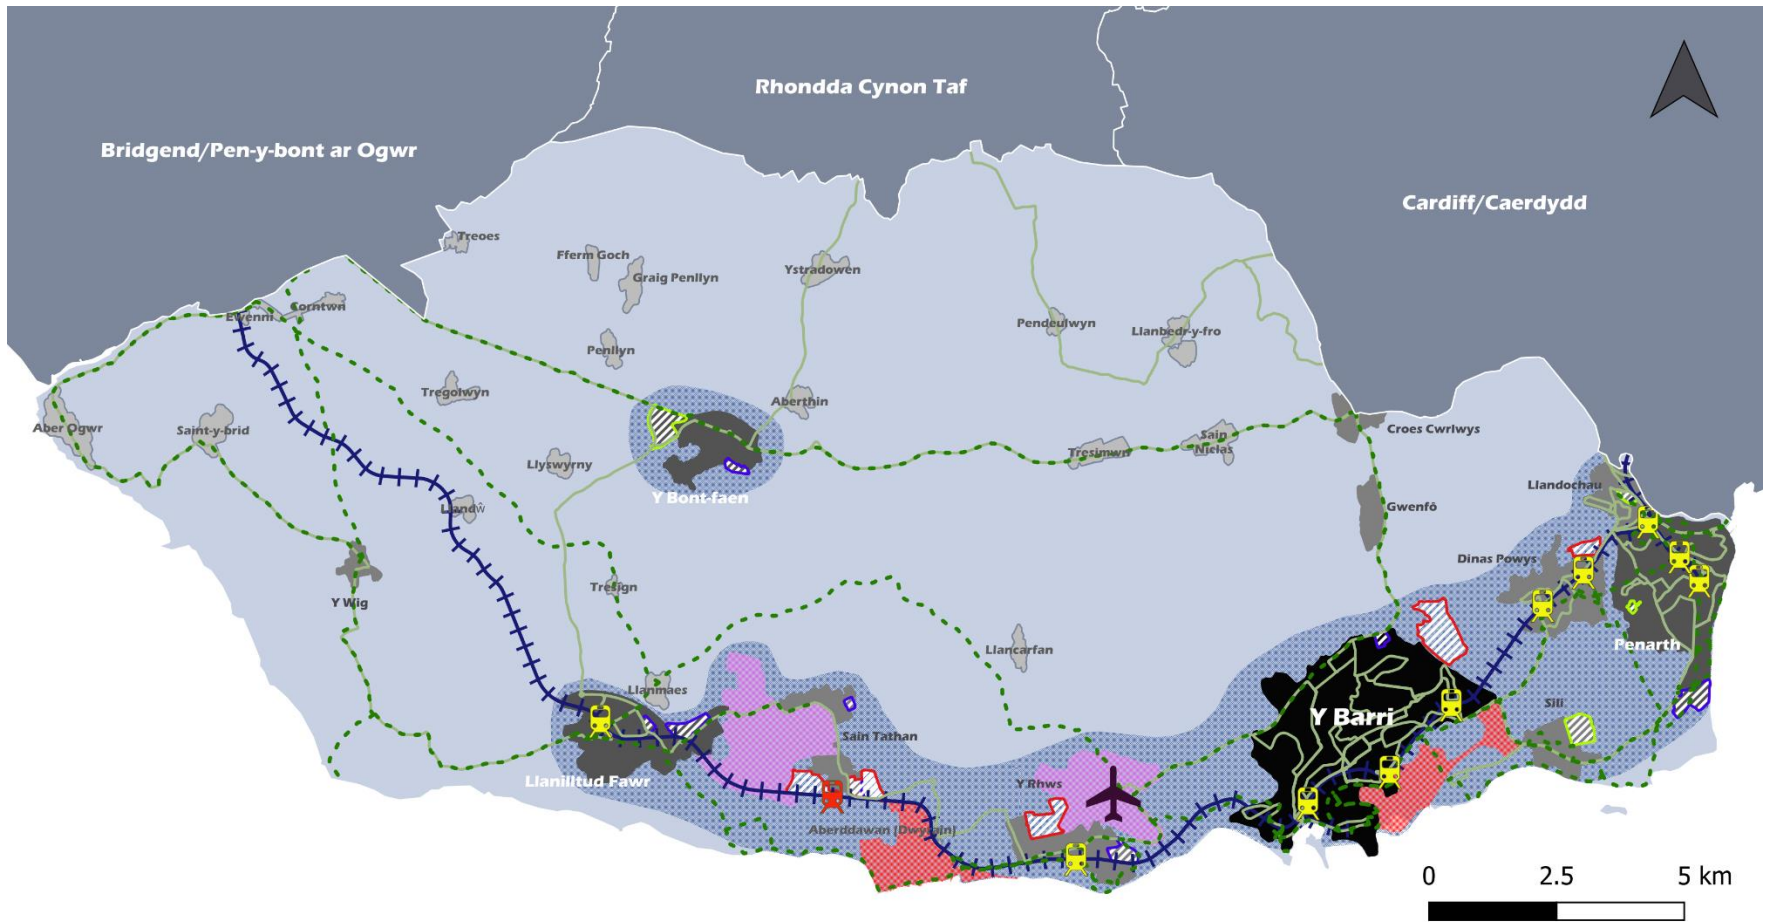 Rhondda Cynon Taf
Bridgend/Pen-y-bont ar Ogwr
Cardiff/Caerdydd
Treoes
Fferm Goch
Graig Penllyn
Ystradowen
Ewenni
Corntwn
Pendeulwyn
Llanbedr-y-fro
Penllyn
Tregolwyn
Aberthin
Aber Ogwr
Saint-y-brid
Croes Cwrlwys
Sain
Niclas
Tresimwn
Llyswyrny
Y Bont-faen
Llandochau
Llandŵ
Gwenfô
Dinas Powys
Tresign
Y Wig
Llancarfan
Penarth
Llanmaes
Sili
Y Barri
Sain Tathan
Llanilltud Fawr
Y Rhws
Aberddawan (Dwyrain)
0 2.5 5 km